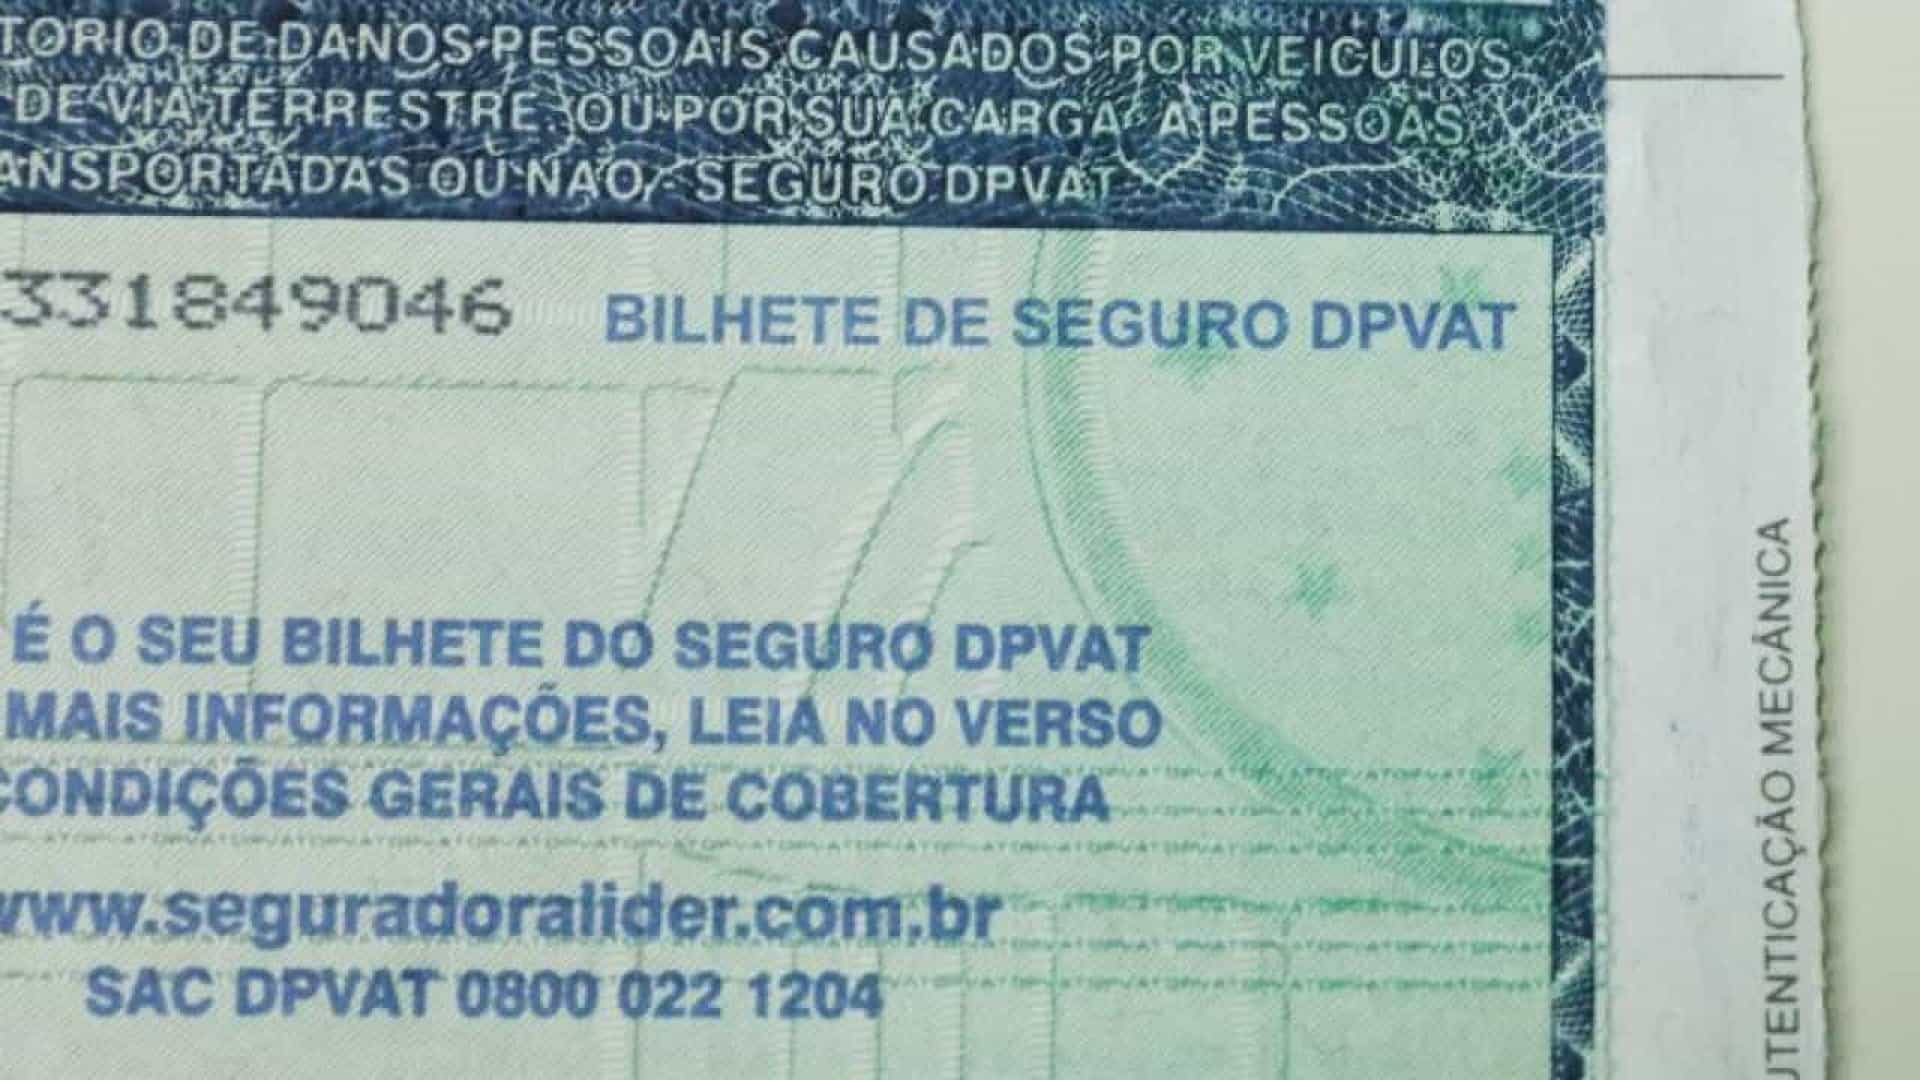 TORIO DE DANOS PESSOAIS CAUSADOS POR VEICULOS
DE VIA TERRESTRE, OU POR SUA CARGA, A PESSOAS
ANSPORTADAS OU NAO, - SEGURO DPVAT
331849046 BILHETE DE SEGURO DPVAT
É O SEU BILHETE DO SEGURO DPVAT
MAIS INFORMAÇÕES, LEIA NO VERSO
CONDIÇÕES GERAIS DE COBERTURA
www.seguradoralider.com.br
SAC DPVAT 0800 022 1204
UTENTICAÇÃO MECÂNICA